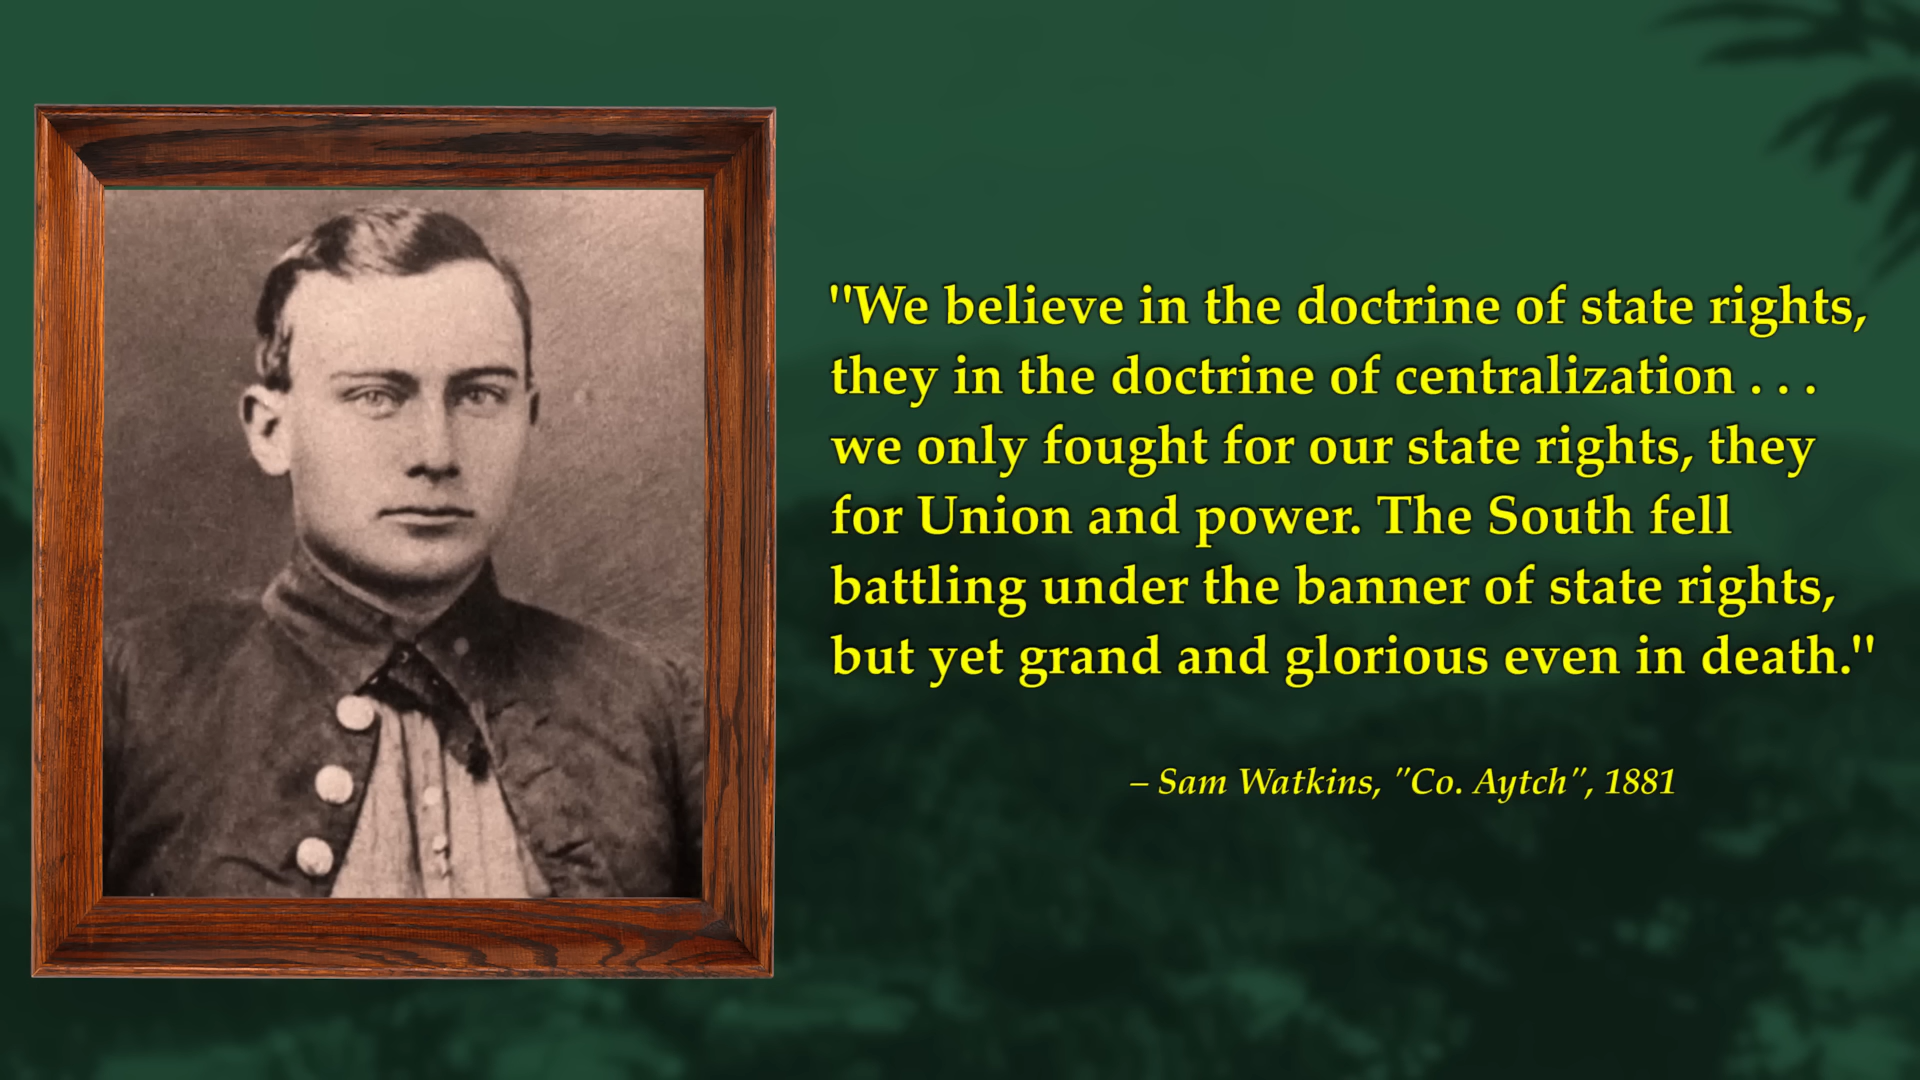 "We believe in the doctrine of state rights,
they in the doctrine of centralization . . .
we only fought for our state rights, they
for Union and power. The South fell
battling under the banner of state rights,
but yet grand and glorious even in death."
– Sam Watkins, "Co. Aytch", 1881